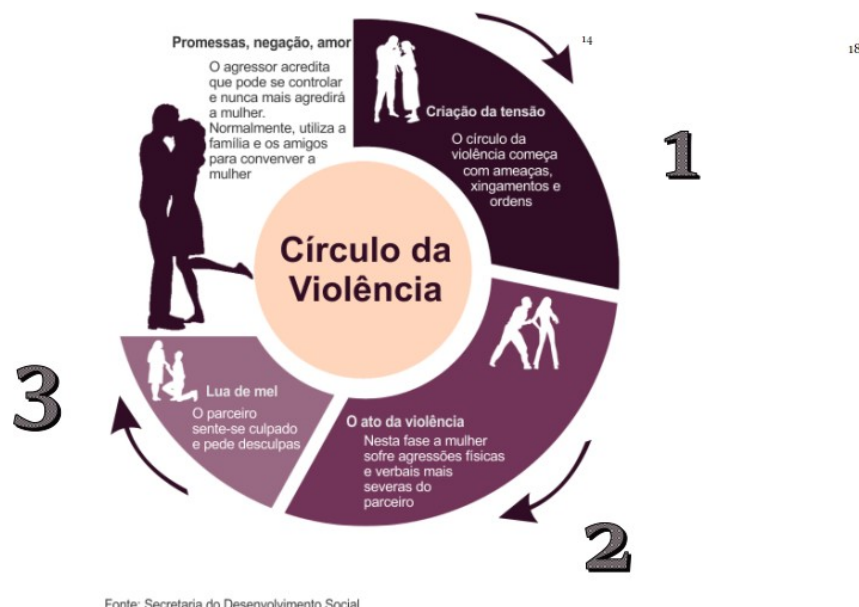 Promessas, negação, amor
O agressor acredita
que pode se controlar
e nunca mais agredirá
a mulher.
Normalmente, utiliza a
família e os amigos
para convenver a
mulher
14
18
Criação da tensão
O círculo da
violência começa
com ameaças,
xingamentos e
ordens
1
Círculo da
Violência
O ato da violência
Nesta fase a mulher
sofre agressões físicas
e verbais mais
severas do
parceiro
2
Lua de mel
O parceiro
sente-se culpado
e pede desculpas
3
Fonte: Secretaria do Desenvolvimento Social